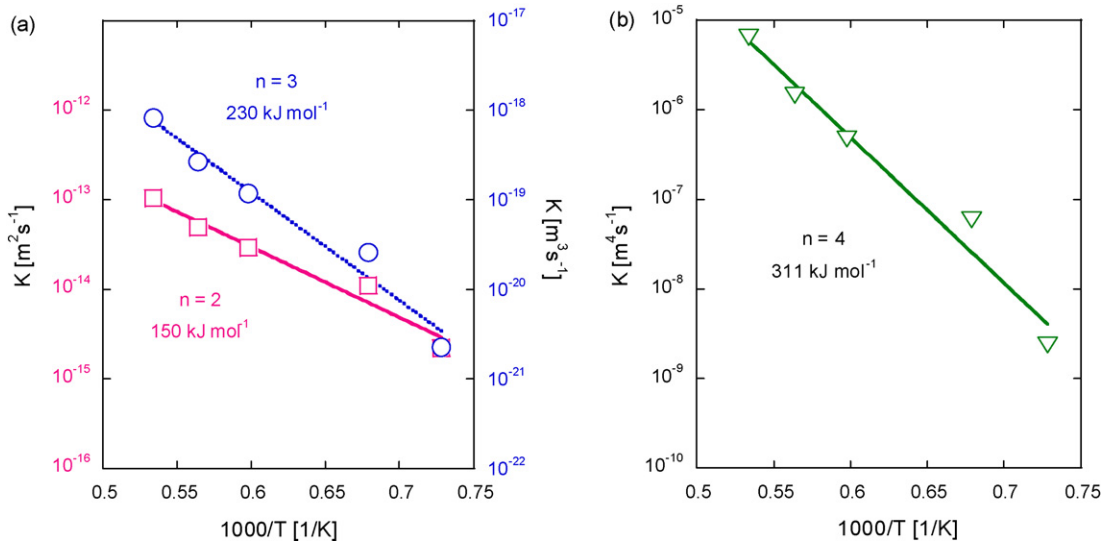 (a)
K [m²s⁻¹]
10⁻¹²
10⁻¹³
10⁻¹⁴
10⁻¹⁵
10⁻¹⁶
n = 3
230 kJ mol⁻¹
n = 2
150 kJ mol⁻¹
10⁻¹⁷
10⁻¹⁸
10⁻¹⁹
10⁻²⁰
10⁻²¹
10⁻²²
K [m³s⁻¹]
0.5 0.55 0.6 0.65 0.7 0.75
1000/T [1/K]
(b)
K [m⁴s⁻¹]
10⁻⁵
10⁻⁶
10⁻⁷
10⁻⁸
10⁻⁹
10⁻¹⁰
n = 4
311 kJ mol⁻¹
0.5 0.55 0.6 0.65 0.7 0.75
1000/T [1/K]